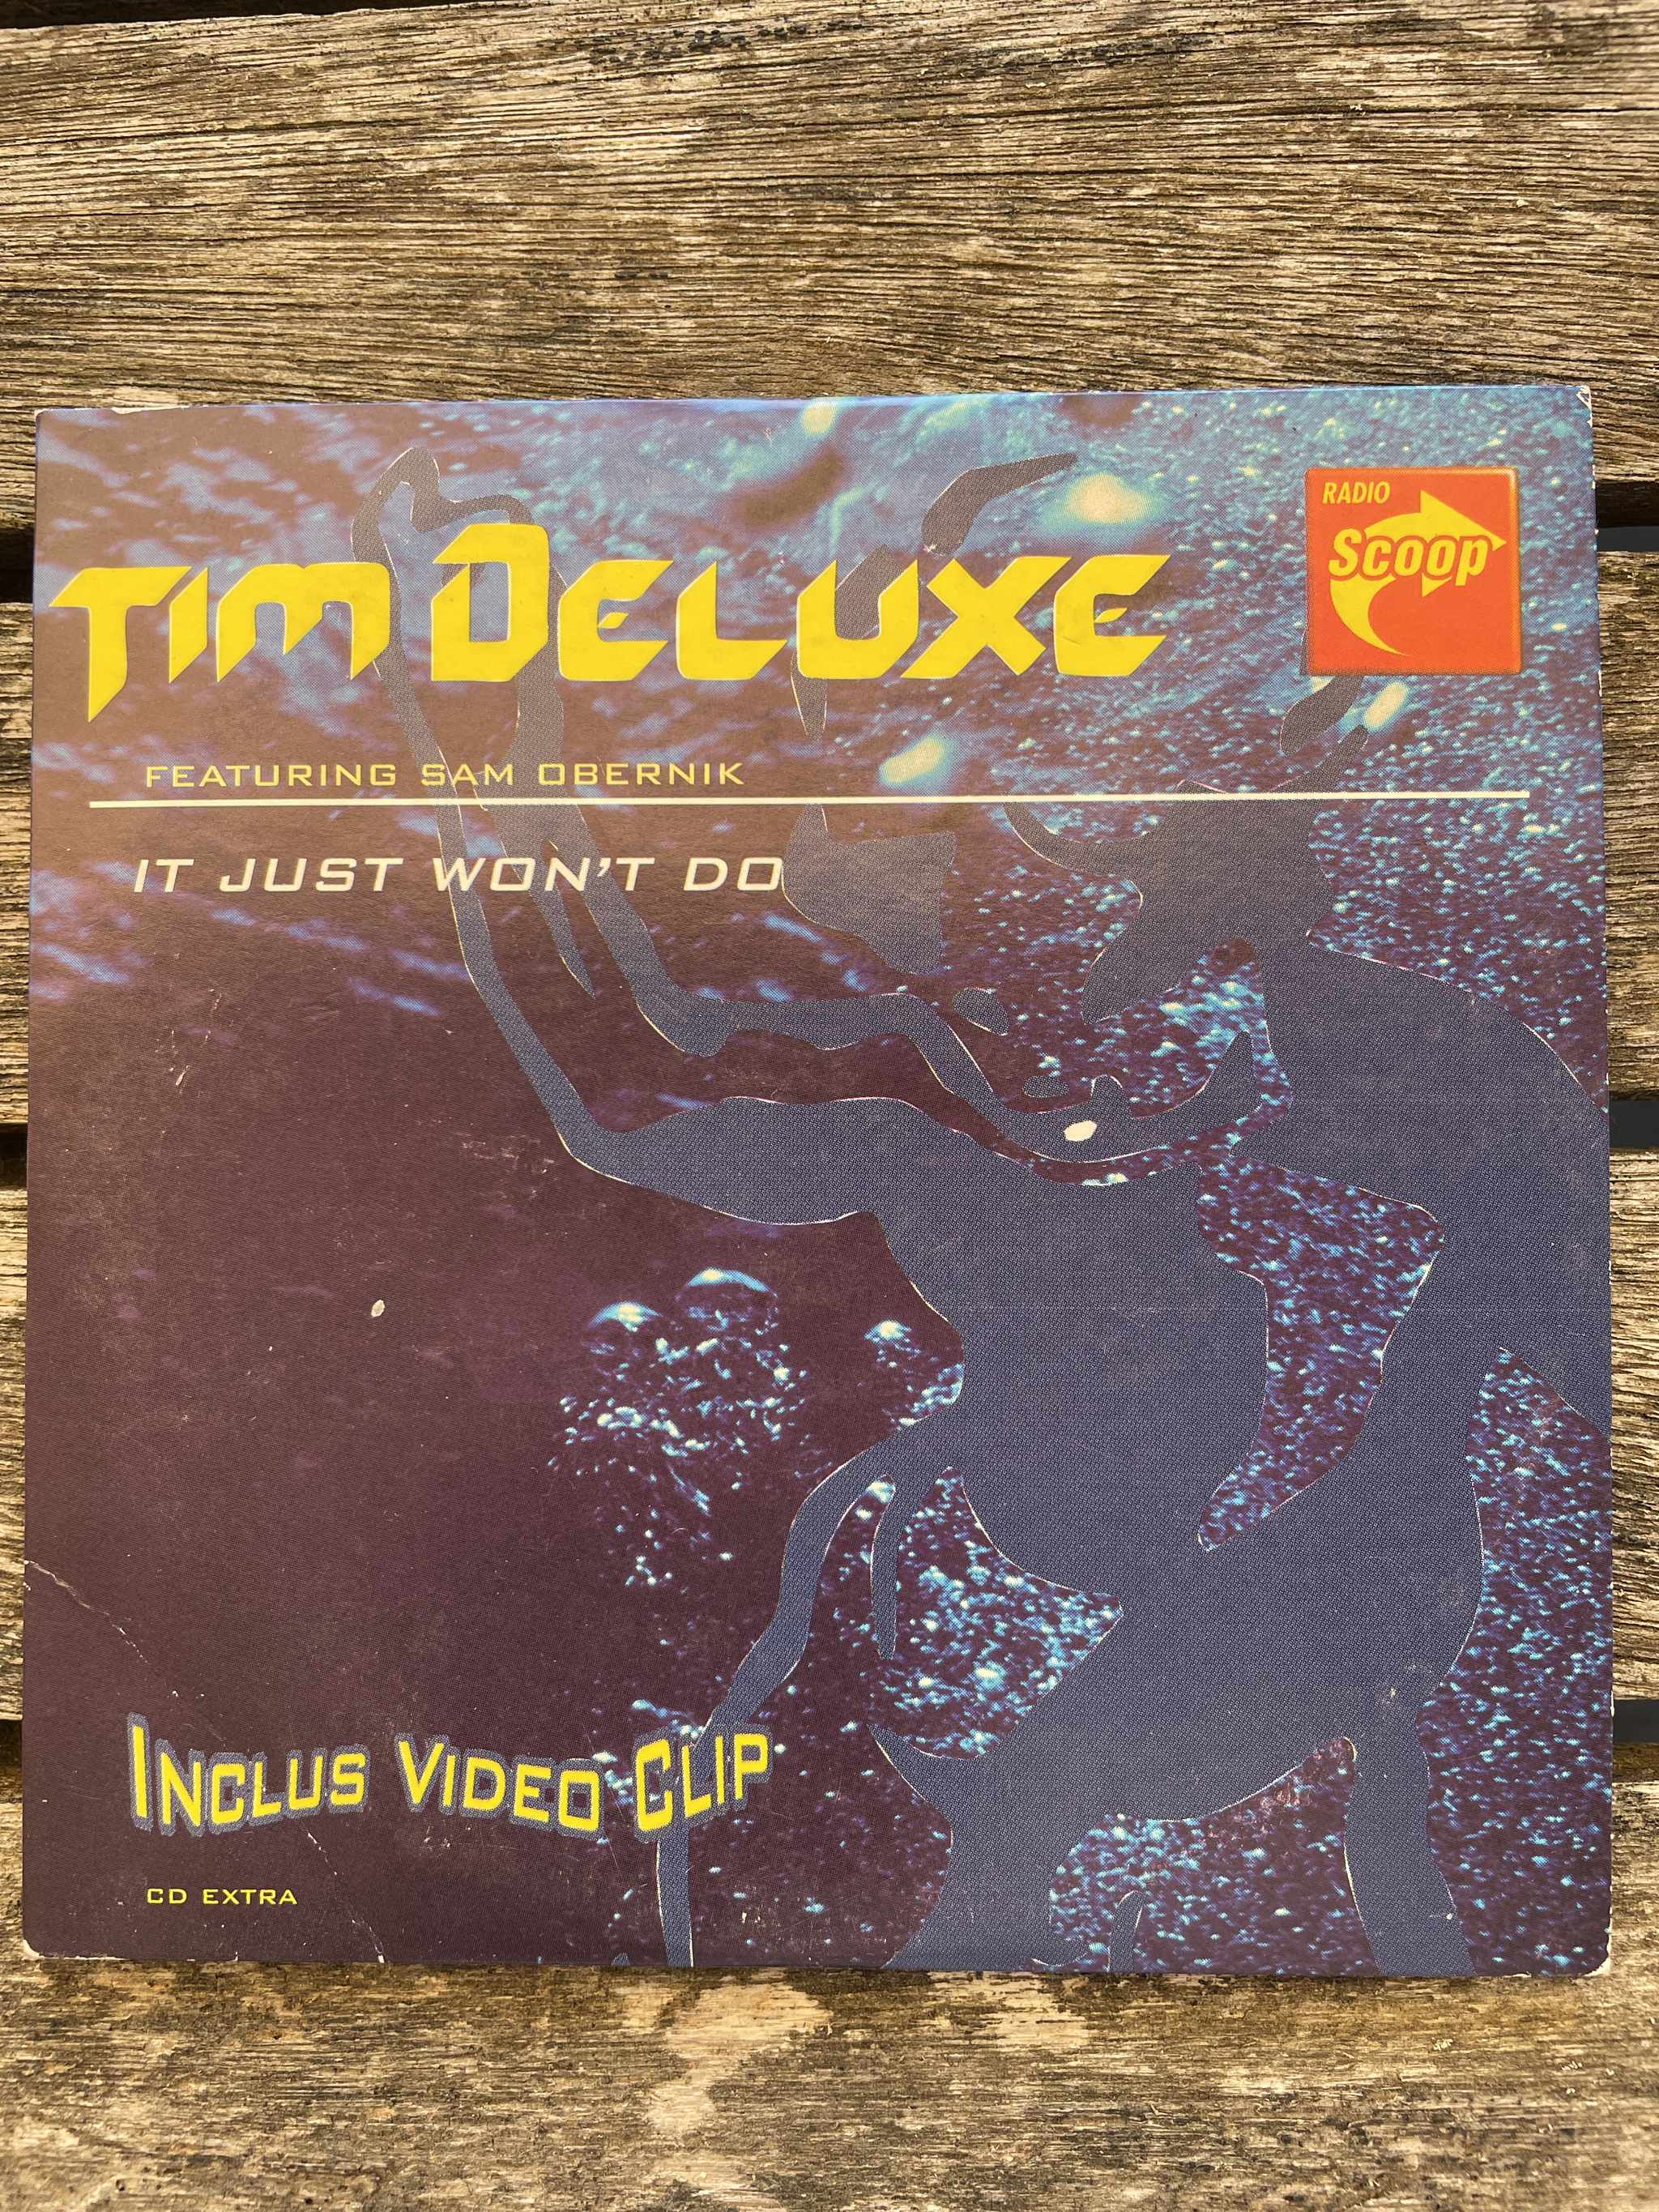 RADIO
Scoop
TIM DELUXE
FEATURING SAM OBERNIK
IT JUST WON'T DO
INCLUS VIDEO CLIP
CD EXTRA